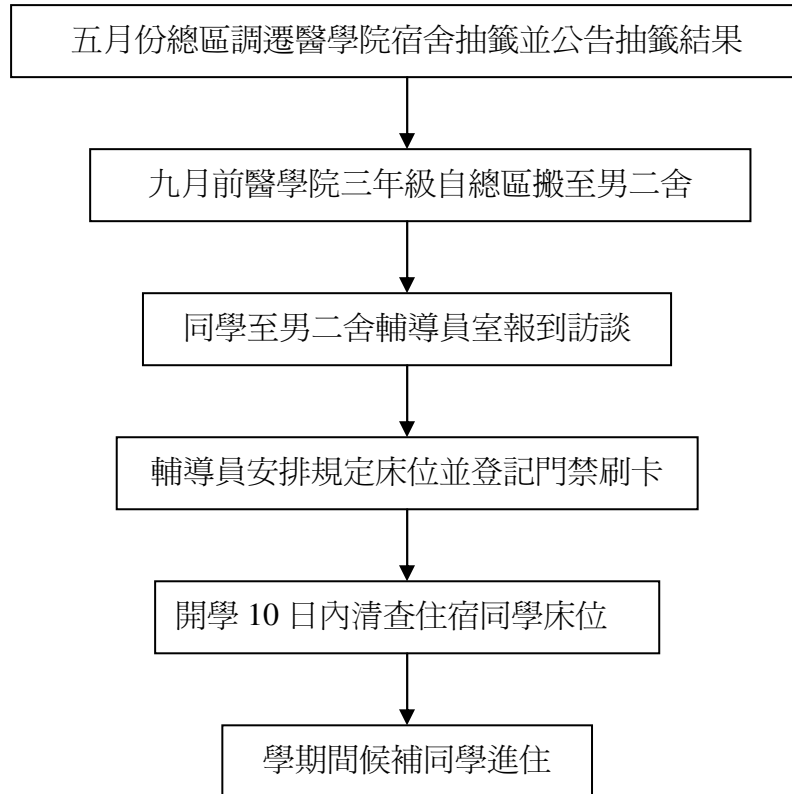 五月份總區調遷醫學院宿舍抽籤並公告抽籤結果
九月前醫學院三年級自總區搬至男二舍
同學至男二舍輔導員室報到訪談
輔導員安排規定床位並登記門禁刷卡
開學 10 日內清查住宿同學床位
學期間候補同學進住